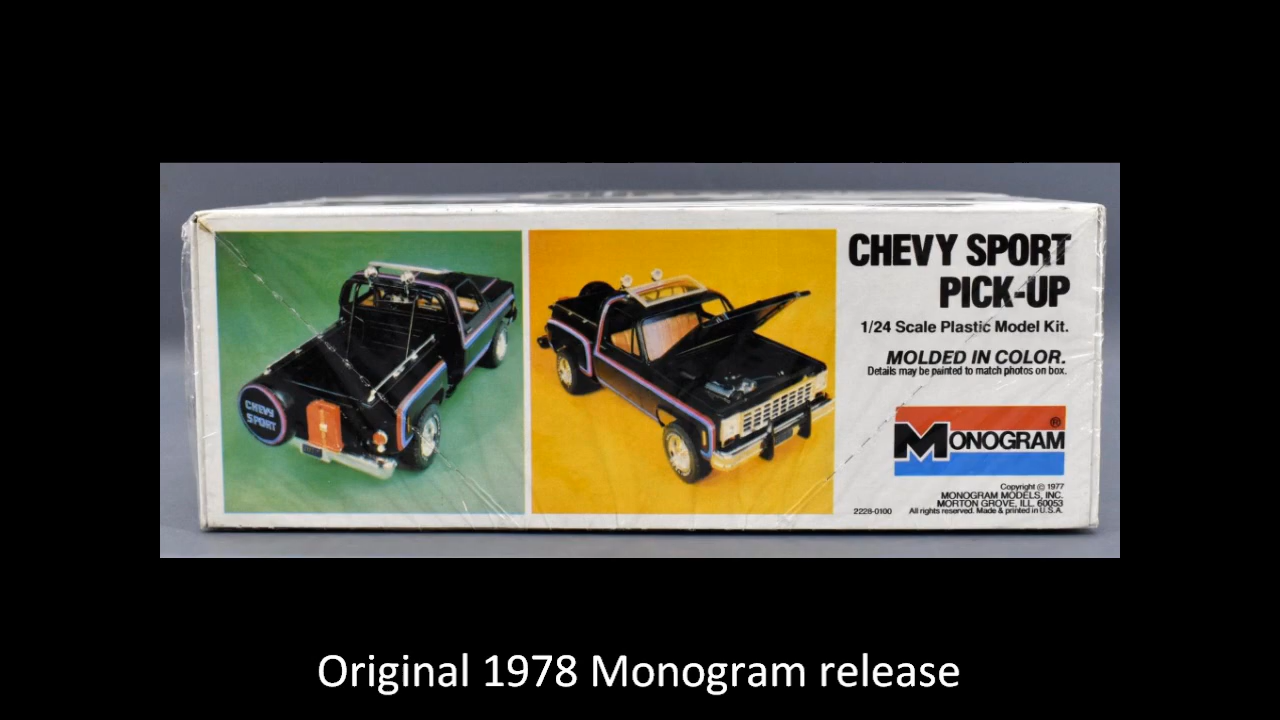 CHEVY
SPORT
CHEVY SPORT
PICK-UP
1/24 Scale Plastic Model Kit.
MOLDED IN COLOR.
Details may be painted to match photos on box.
MONOGRAM®
Copyright © 1977
MONOGRAM MODELS, INC.
MORTON GROVE, ILL. 60053
2228-0100 All rights reserved. Made & printed in U.S.A.
Original 1978 Monogram release